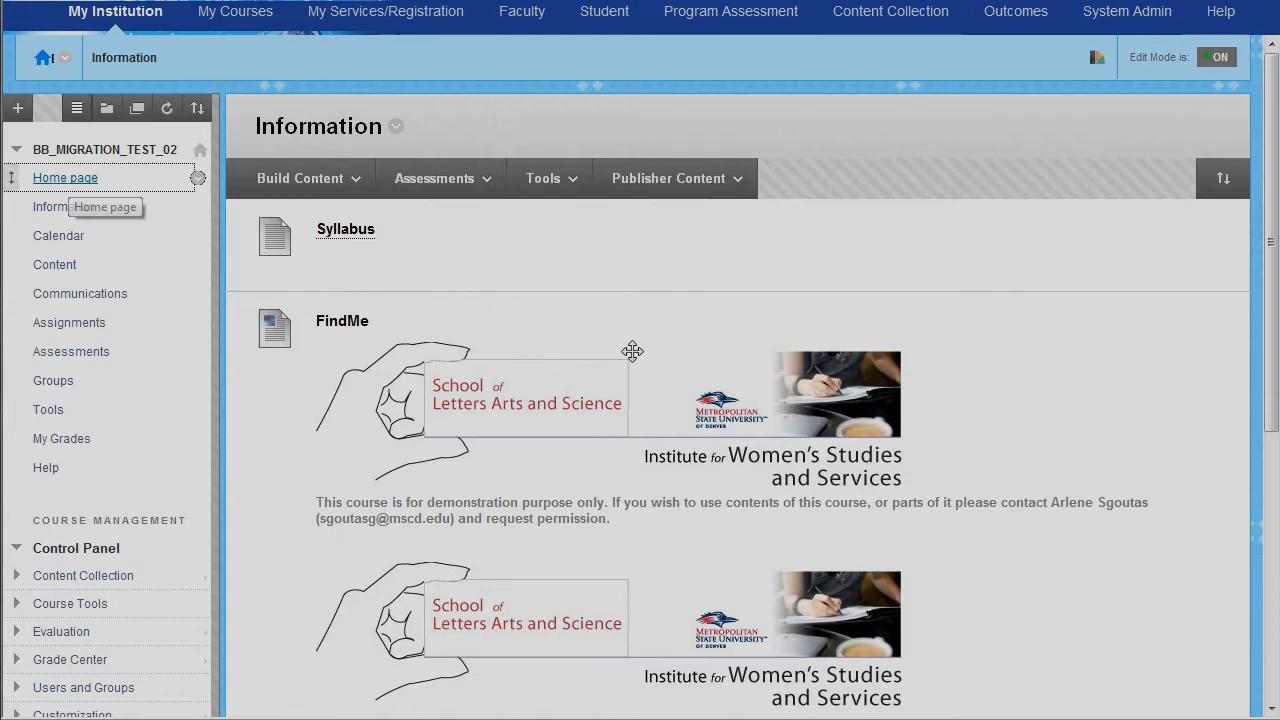 My Institution My Courses My Services/Registration Faculty Student Program Assessment Content Collection Outcomes System Admin Help
Information
Edit Mode is: ON
BB_MIGRATION_TEST_02
Home page
Home page
Calendar
Content
Communications
Assignments
Assessments
Groups
Tools
My Grades
Help
COURSE MANAGEMENT
Control Panel
Content Collection
Course Tools
Evaluation
Grade Center
Users and Groups
Customization
Information
Build Content Assessments Tools Publisher Content
Syllabus
FindMe
School of
Letters Arts and Science
METROPOLITAN
STATE UNIVERSITY
OF DENVER
Institute for Women's Studies
and Services
This course is for demonstration purpose only. If you wish to use contents of this course, or parts of it please contact Arlene Sgoutas
(sgoutasg@mscd.edu) and request permission.
School of
Letters Arts and Science
METROPOLITAN
STATE UNIVERSITY
OF DENVER
Institute for Women's Studies
and Services